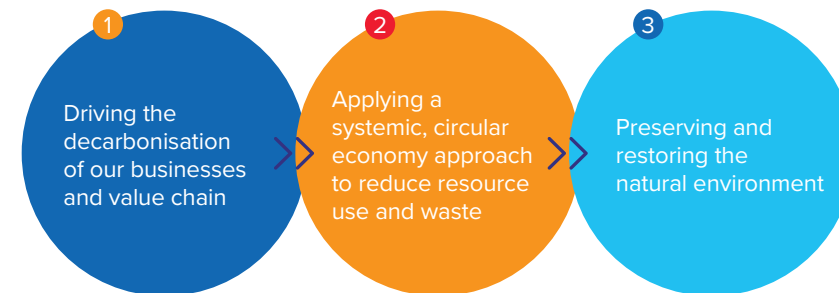 1
Driving the
decarbonisation
of our businesses
and value chain
2
Applying a
systemic, circular
economy approach
to reduce resource
use and waste
3
Preserving and
restoring the
natural environment